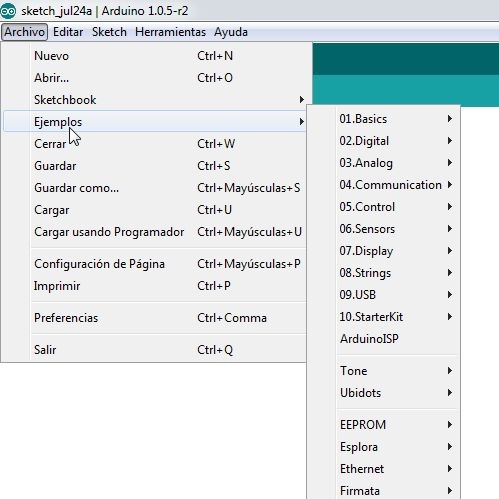 sketch_jul24a | Arduino 1.0.5-r2
Archivo Editar Sketch Herramientas Ayuda
Nuevo Ctrl+N
Abrir... Ctrl+O
Sketchbook
Ejemplos
Cerrar Ctrl+W
Guardar Ctrl+S
Guardar como... Ctrl+Mayúsculas+S
Cargar Ctrl+U
Cargar usando Programador Ctrl+Mayúsculas+U
Configuración de Página Ctrl+Mayúsculas+P
Imprimir Ctrl+P
Preferencias Ctrl+Comma
Salir Ctrl+Q
01.Basics
02.Digital
03.Analog
04.Communication
05.Control
06.Sensors
07.Display
08.Strings
09.USB
10.StarterKit
ArduinoISP
Tone
Ubidots
EEPROM
Esplora
Ethernet
Firmata